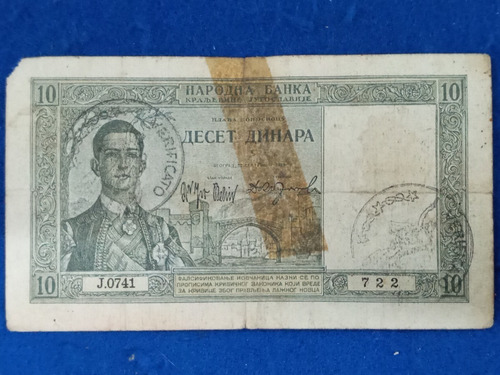 10 НАРОДНА БАНКА 10
КРАЉЕВИНЕ ЈУГОСЛАВИЈЕ
ДЕСЕТ ДИНАРА
VERIFICATO
10 J.0741
ФАЛСИФИКОВАЊЕ НОВЧАНИЦА КАЗНИ СЕ ПО
ПРОПИСИМА КРИВИЧНОГ ЗАКОНИКА КОЈИ ВРЕДЕ
ЗА КРИВИЦЕ ЗБОГ ПРАВЉЕЊА ЛАЖНОГ НОВЦА
722 10